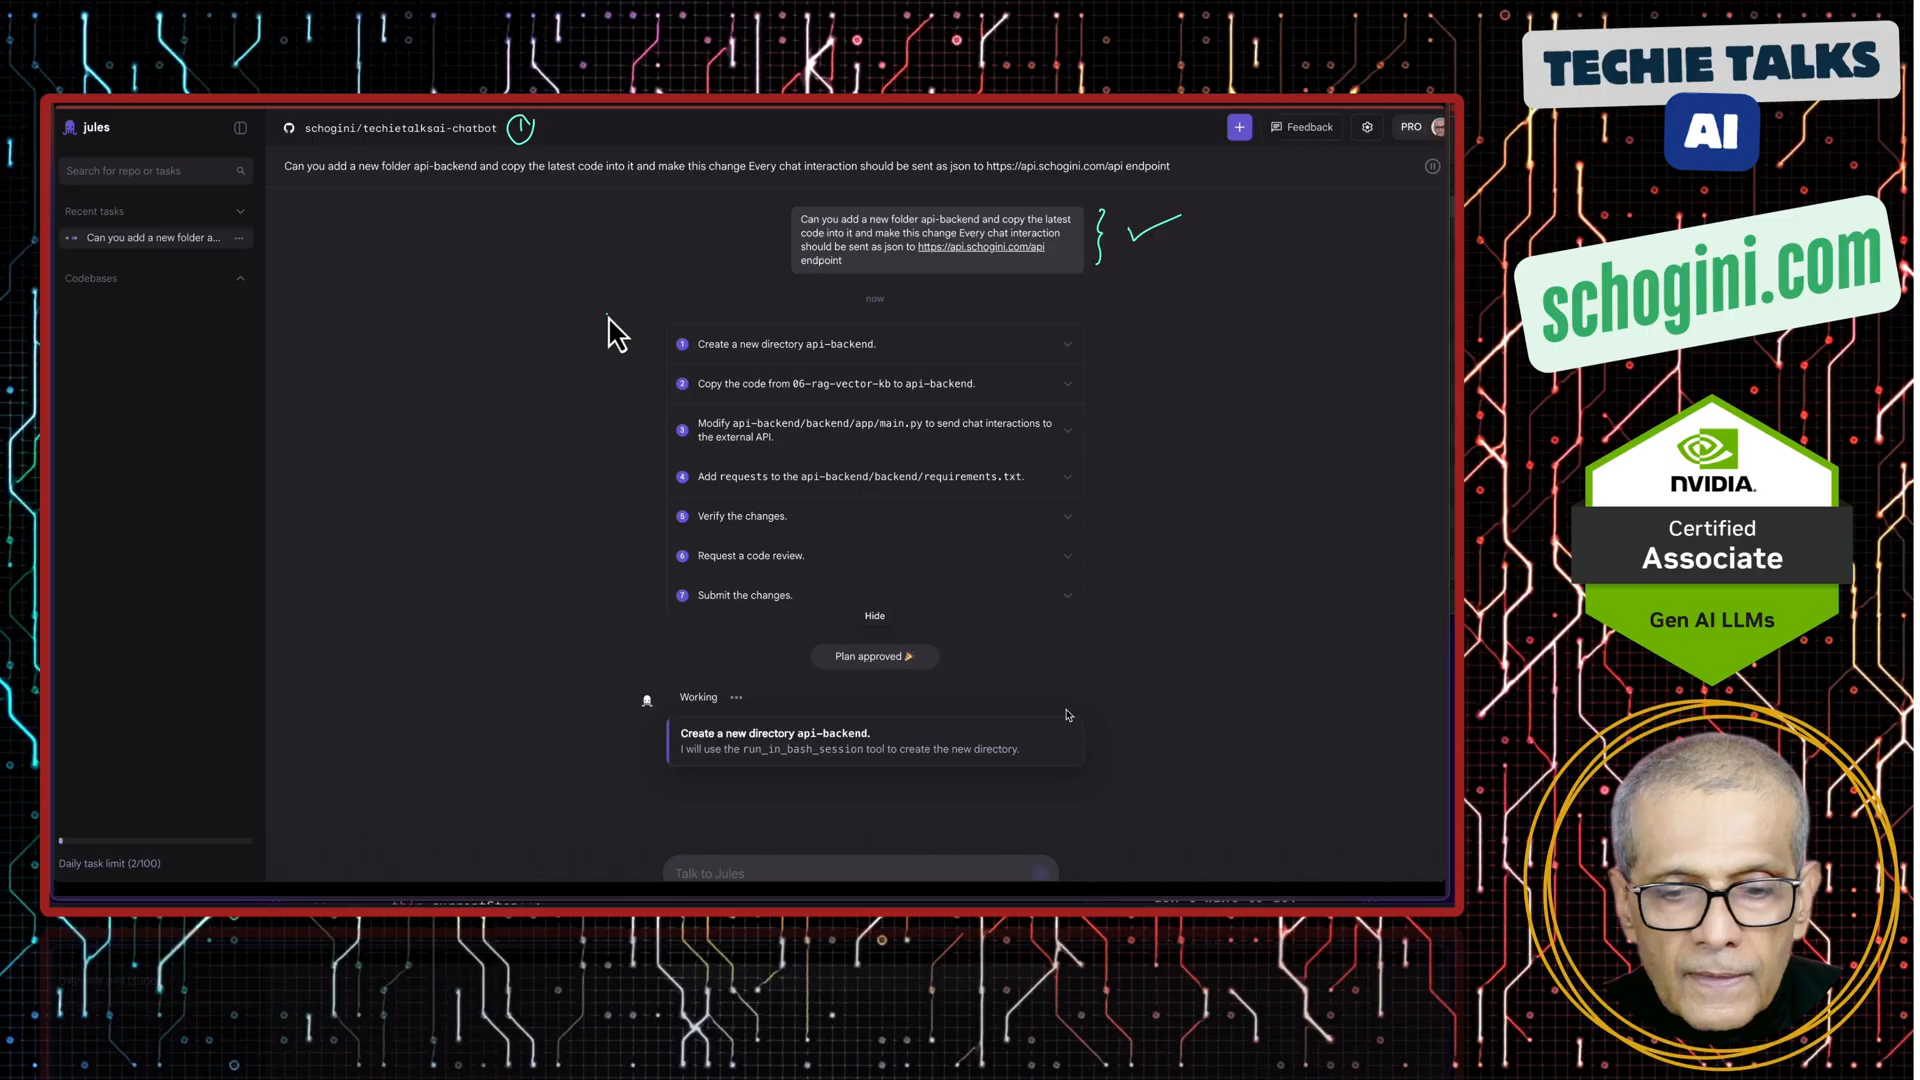 TECHIE TALKS
AI
schogini.com
NVIDIA.
Certified
Associate
Gen AI LLMs
jules
schogini/techietalksai-chatbot
Feedback
PRO
Search for repo or tasks
Can you add a new folder api-backend and copy the latest code into it and make this change Every chat interaction should be sent as json to https://api.schogini.com/api endpoint
Recent tasks
Can you add a new folder a...
Codebases
Can you add a new folder api-backend and copy the latest
code into it and make this change Every chat interaction
should be sent as json to https://api.schogini.com/api
endpoint
now
1 Create a new directory api-backend.
2 Copy the code from 06-rag-vector-kb to api-backend.
3 Modify api-backend/backend/app/main.py to send chat interactions to
the external API.
4 Add requests to the api-backend/backend/requirements.txt.
5 Verify the changes.
6 Request a code review.
7 Submit the changes.
Hide
Plan approved 🎉
Working
Create a new directory api-backend.
I will use the run_in_bash_session tool to create the new directory.
Daily task limit (2/100)
Talk to Jules